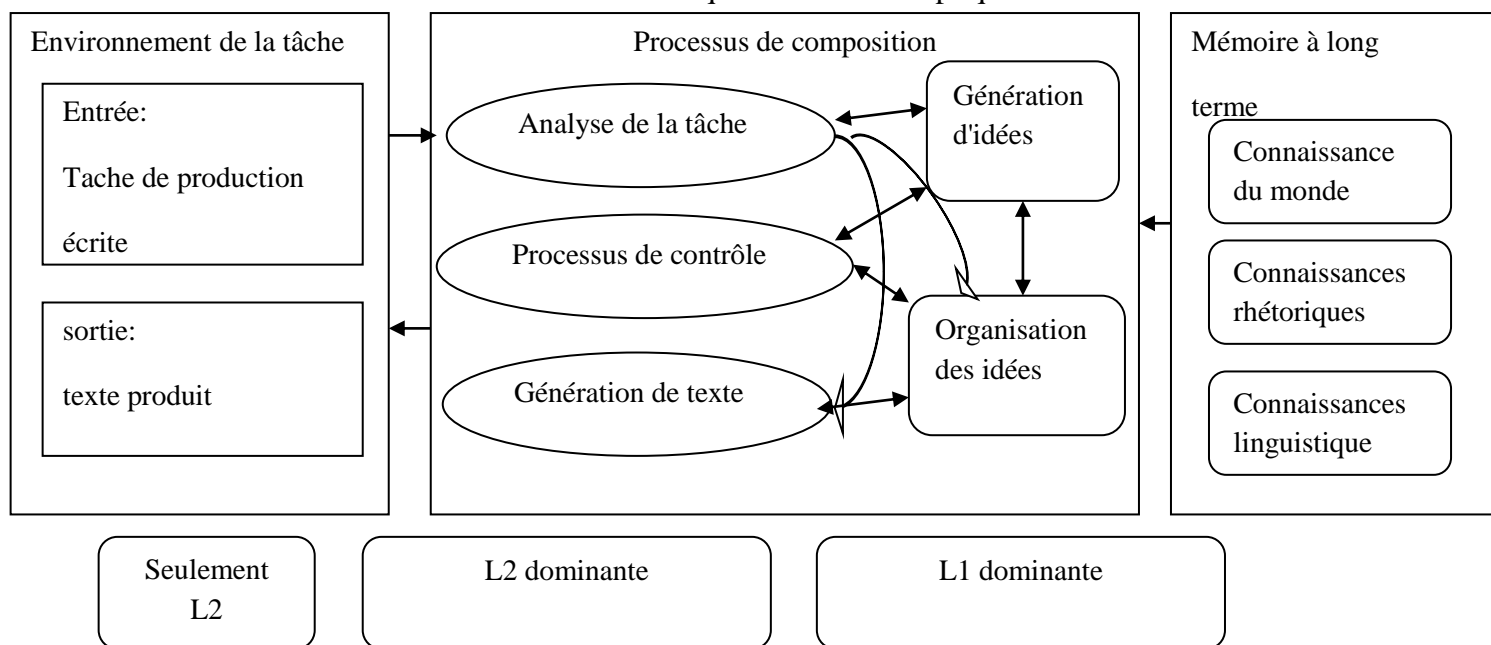 Environnement de la tâche
Entrée:
Tache de production
écrite
sortie:
texte produit
Processus de composition
Analyse de la tâche
Processus de contrôle
Génération de texte
Génération
d'idées
Organisation
des idées
Mémoire à long
terme
Connaissance
du monde
Connaissances
rhétoriques
Connaissances
linguistique
Seulement
L2
L2 dominante
L1 dominante